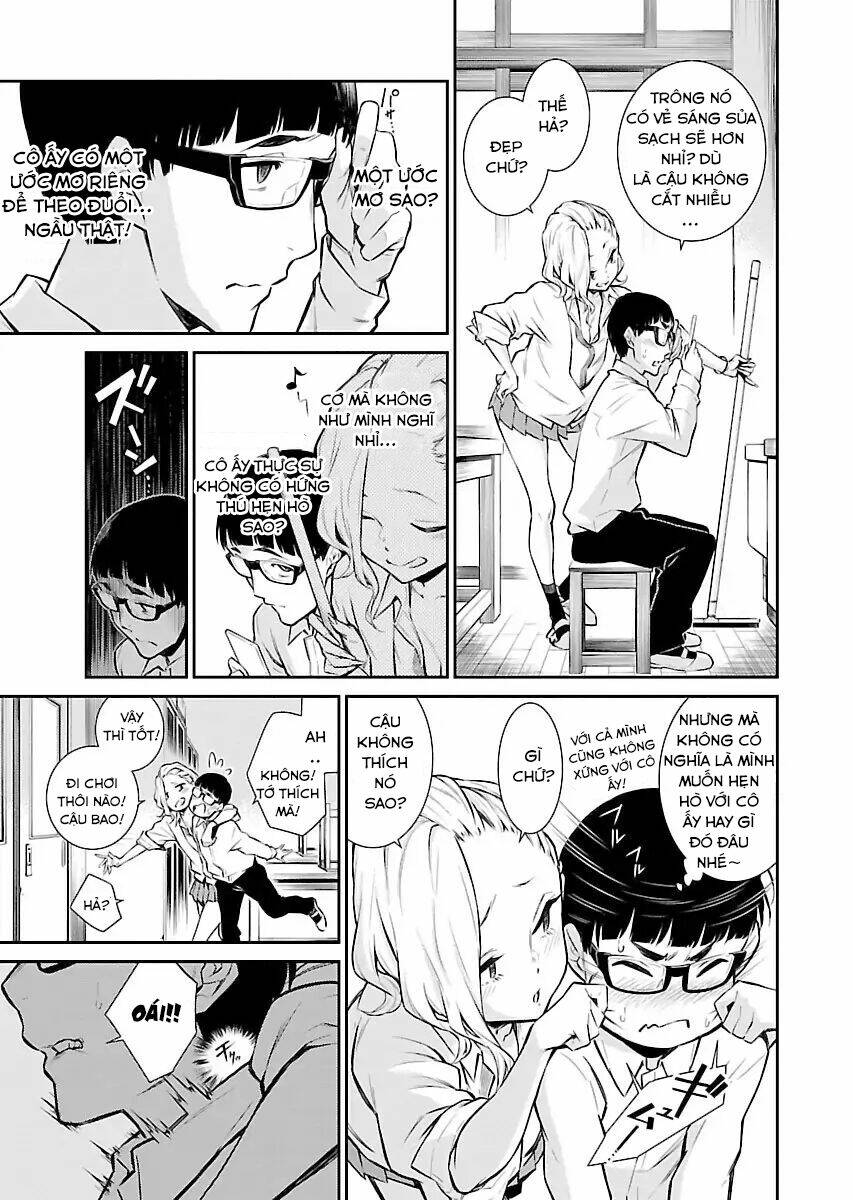 TRÔNG NÓ
CÓ VẺ SÁNG SỦA
SẠCH SẼ HƠN
NHỈ? DÙ
LÀ CẬU KHÔNG
CẮT NHIỀU
...
THẾ
HẢ?
ĐẸP
CHỨ?
MỘT ƯỚC
MƠ SAO?
CÔ ẤY CÓ MỘT
ƯỚC MƠ RIÊNG
ĐỂ THEO ĐUỔI...
NGẦU THẬT!
CƠ MÀ KHÔNG
NHƯ MÌNH NGHĨ
NHỈ...
CÔ ẤY THỰC SỰ
KHÔNG CÓ HỨNG
THÚ HẸN HÒ
SAO?
ズーン...
NHƯNG MÀ
KHÔNG CÓ
NGHĨA LÀ MÌNH
MUỐN HẸN
HÒ VỚI CÔ
ẤY HAY GÌ
ĐÓ ĐÂU
NHÉ~
VỚI CẢ MÌNH
CŨNG KHÔNG
XỨNG VỚI CÔ
ẤY!
GÌ
CHỨ?
CẬU
KHÔNG
THÍCH
NÓ
SAO?
AH
..
KHÔNG!
TỚ THÍCH
MÀ!
VẬY
THÌ TỐT!
ĐI CHƠI
THÔI NÀO!
CẬU BAO!
HẢ?
OÁI!!